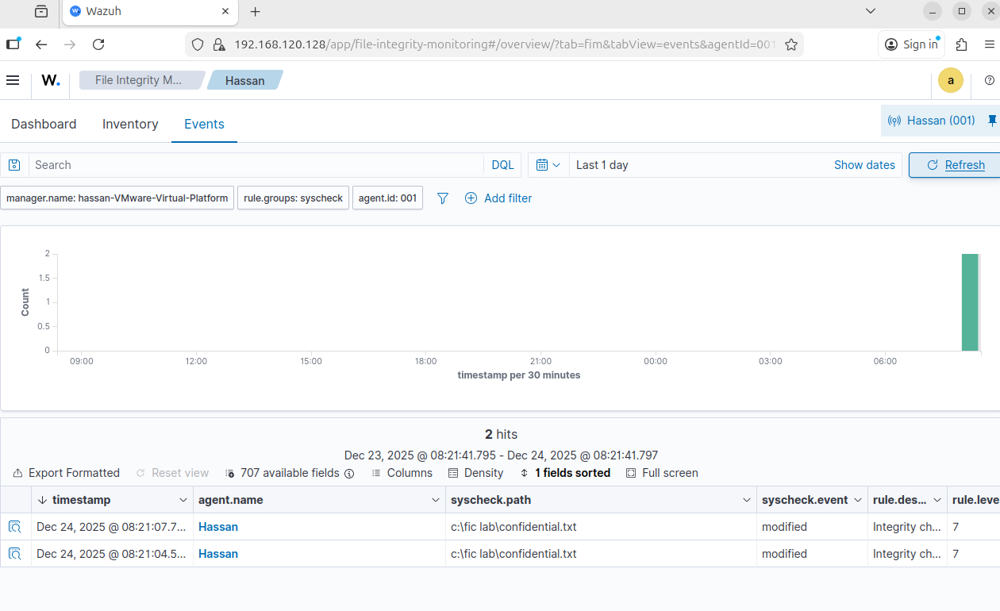 Wazuh
192.168.120.128/app/file-integrity-monitoring#/overview/?tab=fim&tabView=events&agentId=001
Sign in
W.
File Integrity M...
Hassan
a
Dashboard
Inventory
Events
Hassan (001)
Search
DQL
Last 1 day
Show dates
Refresh
manager.name: hassan-VMware-Virtual-Platform
rule.groups: syscheck
agent.id: 001
Add filter
2
1.5
1
0.5
0
Count
09:00 12:00 15:00 18:00 21:00 00:00 03:00 06:00
timestamp per 30 minutes
2 hits
Dec 23, 2025 @ 08:21:41.795 - Dec 24, 2025 @ 08:21:41.797
Export Formatted Reset view 707 available fields Columns Density 1 fields sorted Full screen
timestamp agent.name syscheck.path syscheck.event rule.des... rule.leve
Dec 24, 2025 @ 08:21:07.7... Hassan c:\fic lab\confidential.txt modified Integrity ch... 7
Dec 24, 2025 @ 08:21:04.5... Hassan c:\fic lab\confidential.txt modified Integrity ch... 7